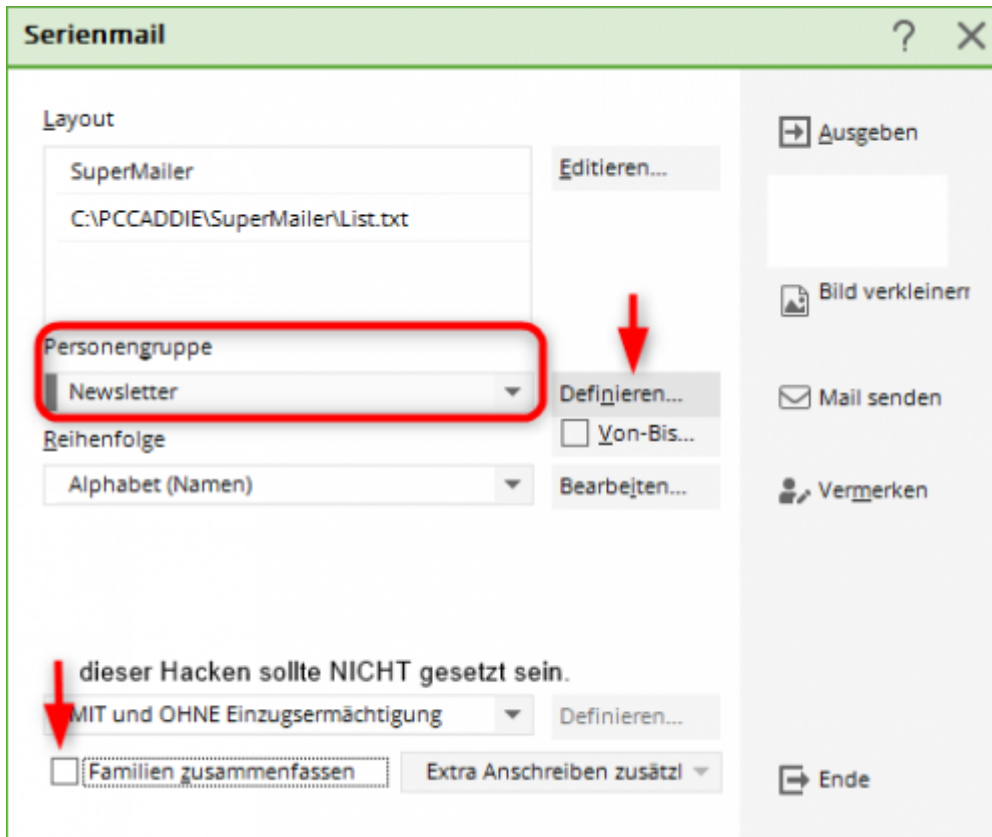 Serienmail
Layout
SuperMailer
Editieren...
C:\PCCADDIE\SuperMailer\List.txt
Personengruppe
Newsletter
Definieren...
Von-Bis...
Reihenfolge
Alphabet (Namen)
Bearbeiten...
dieser Hacken sollte NICHT gesetzt sein.
MIT und OHNE Einzugsermächtigung
Definieren...
Familien zusammenfassen
Extra Anschreiben zusätzl
Ausgeben
Bild verkleinern
Mail senden
Vermerken
Ende